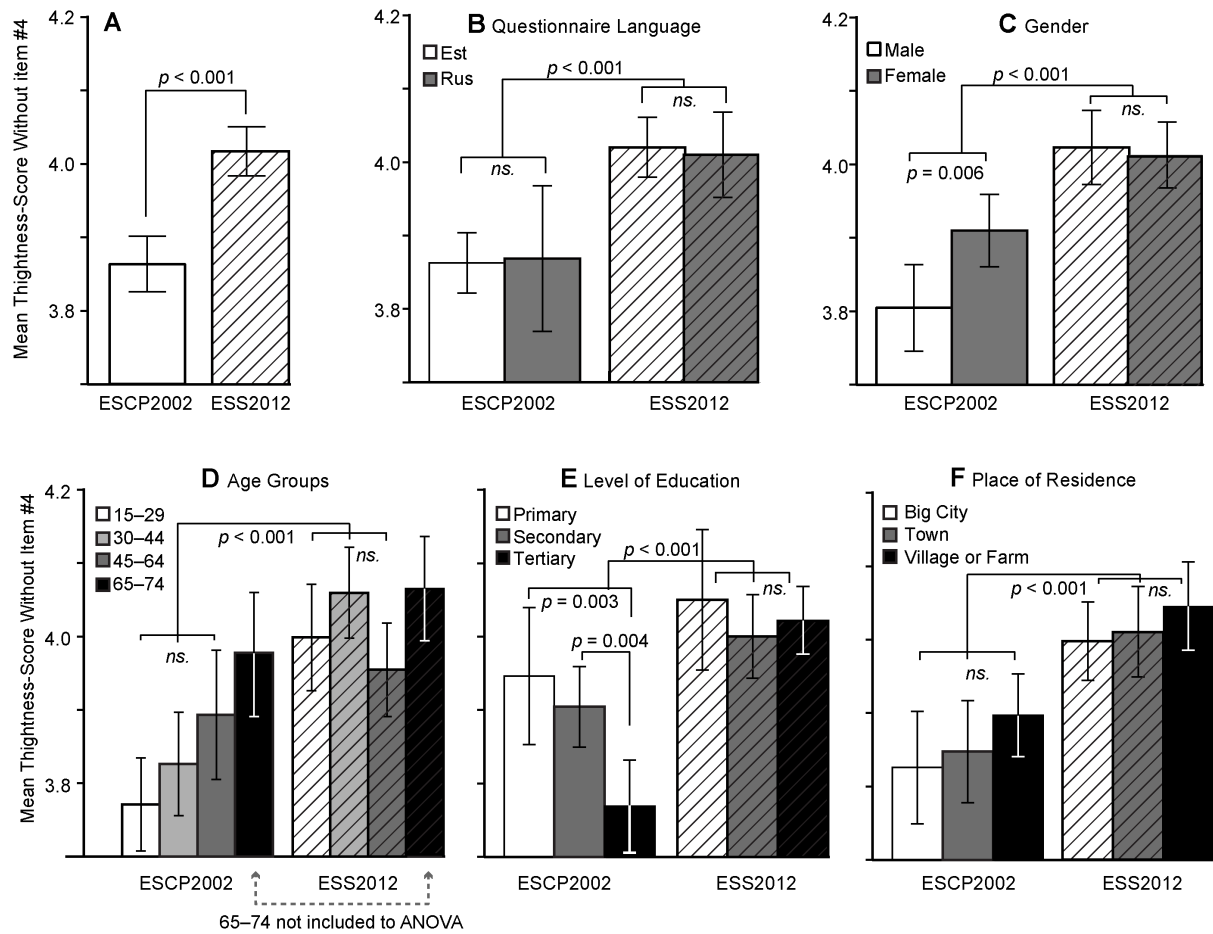 A
Mean Thightness-Score Without item #4
4.2
4.0
3.8
p < 0.001
ESCP2002
ESS2012
B Questionnaire Language
Est
Rus
4.2
4.0
3.8
p < 0.001
ns.
ns.
ESCP2002
ESS2012
C Gender
Male
Female
4.2
4.0
3.8
p < 0.001
ns.
p = 0.006
ESCP2002
ESS2012
D Age Groups
Mean Thightness-Score Without Item #4
4.2
4.0
3.8
15–29
30–44
45–64
65–74
p < 0.001
ns.
ns.
ESCP2002
ESS2012
65–74 not included to ANOVA
E Level of Education
Primary
Secondary
Tertiary
p < 0.001
ns.
p = 0.003
p = 0.004
ESCP2002
ESS2012
F Place of Residence
Big City
Town
Village or Farm
p < 0.001
ns.
ns.
ESCP2002
ESS2012